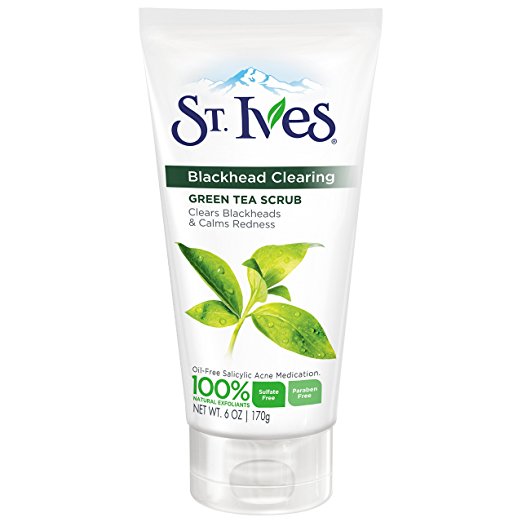 St. Ives®
Blackhead Clearing
GREEN TEA SCRUB
Clears Blackheads
& Calms Redness
Oil-Free Salicylic Acne Medication.
100%
NATURAL EXFOLIANTS
Sulfate
Free
Paraben
Free
NET WT. 6 OZ | 170g